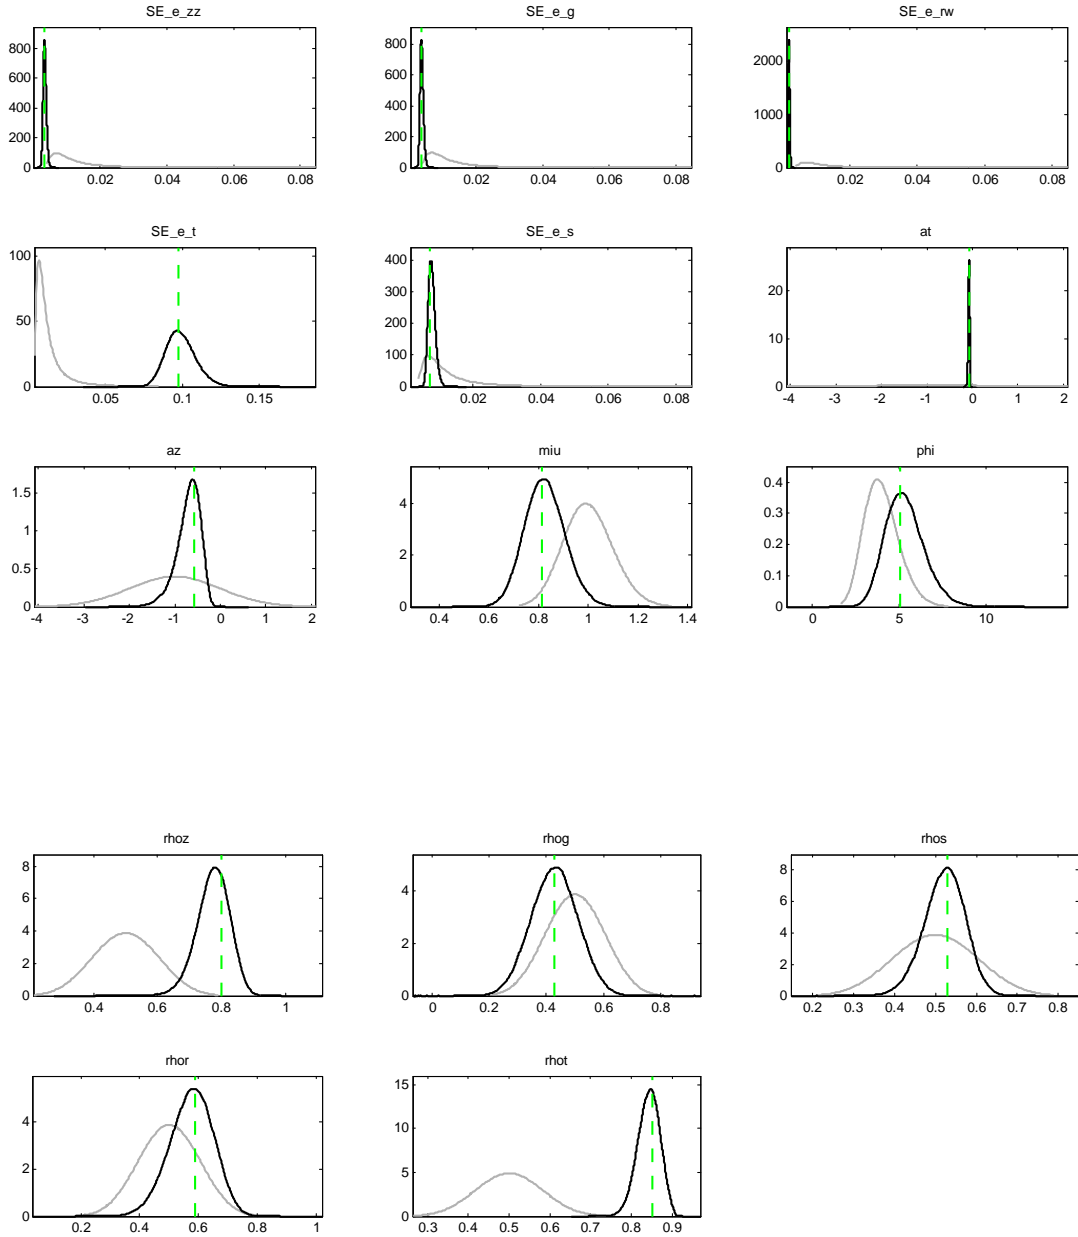 SE_e_zz SE_e_g SE_e_rw
800 600 400 200 0
0.02 0.04 0.06 0.08
800 600 400 200 0
0.02 0.04 0.06 0.08
2000 1000 0
0.02 0.04 0.06 0.08
SE_e_t SE_e_s at
100 50 0
0.05 0.1 0.15
400 300 200 100 0
0.02 0.04 0.06 0.08
20 10 0
-4 -3 -2 -1 0 1 2
az miu phi
1.5 1 0.5 0
-4 -3 -2 -1 0 1 2
4 2 0
0.4 0.6 0.8 1 1.2 1.4
0.4 0.3 0.2 0.1 0
0 5 10
rhoz rhog rhos
8 6 4 2 0
0.4 0.6 0.8 1
4 2 0
0 0.2 0.4 0.6 0.8
8 6 4 2 0
0.2 0.3 0.4 0.5 0.6 0.7 0.8
rhor rhot
4 2 0
0.2 0.4 0.6 0.8 1
15 10 5 0
0.3 0.4 0.5 0.6 0.7 0.8 0.9